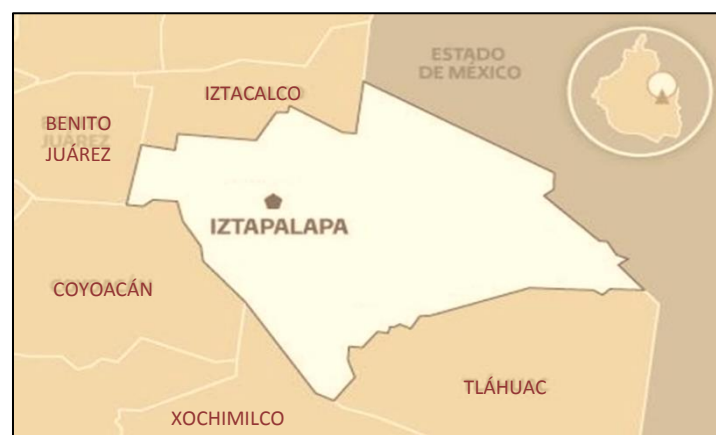 ESTADO
DE MÉXICO
IZTACALCO
BENITO
JUÁREZ
IZTAPALAPA
COYOACÁN
TLÁHUAC
XOCHIMILCO